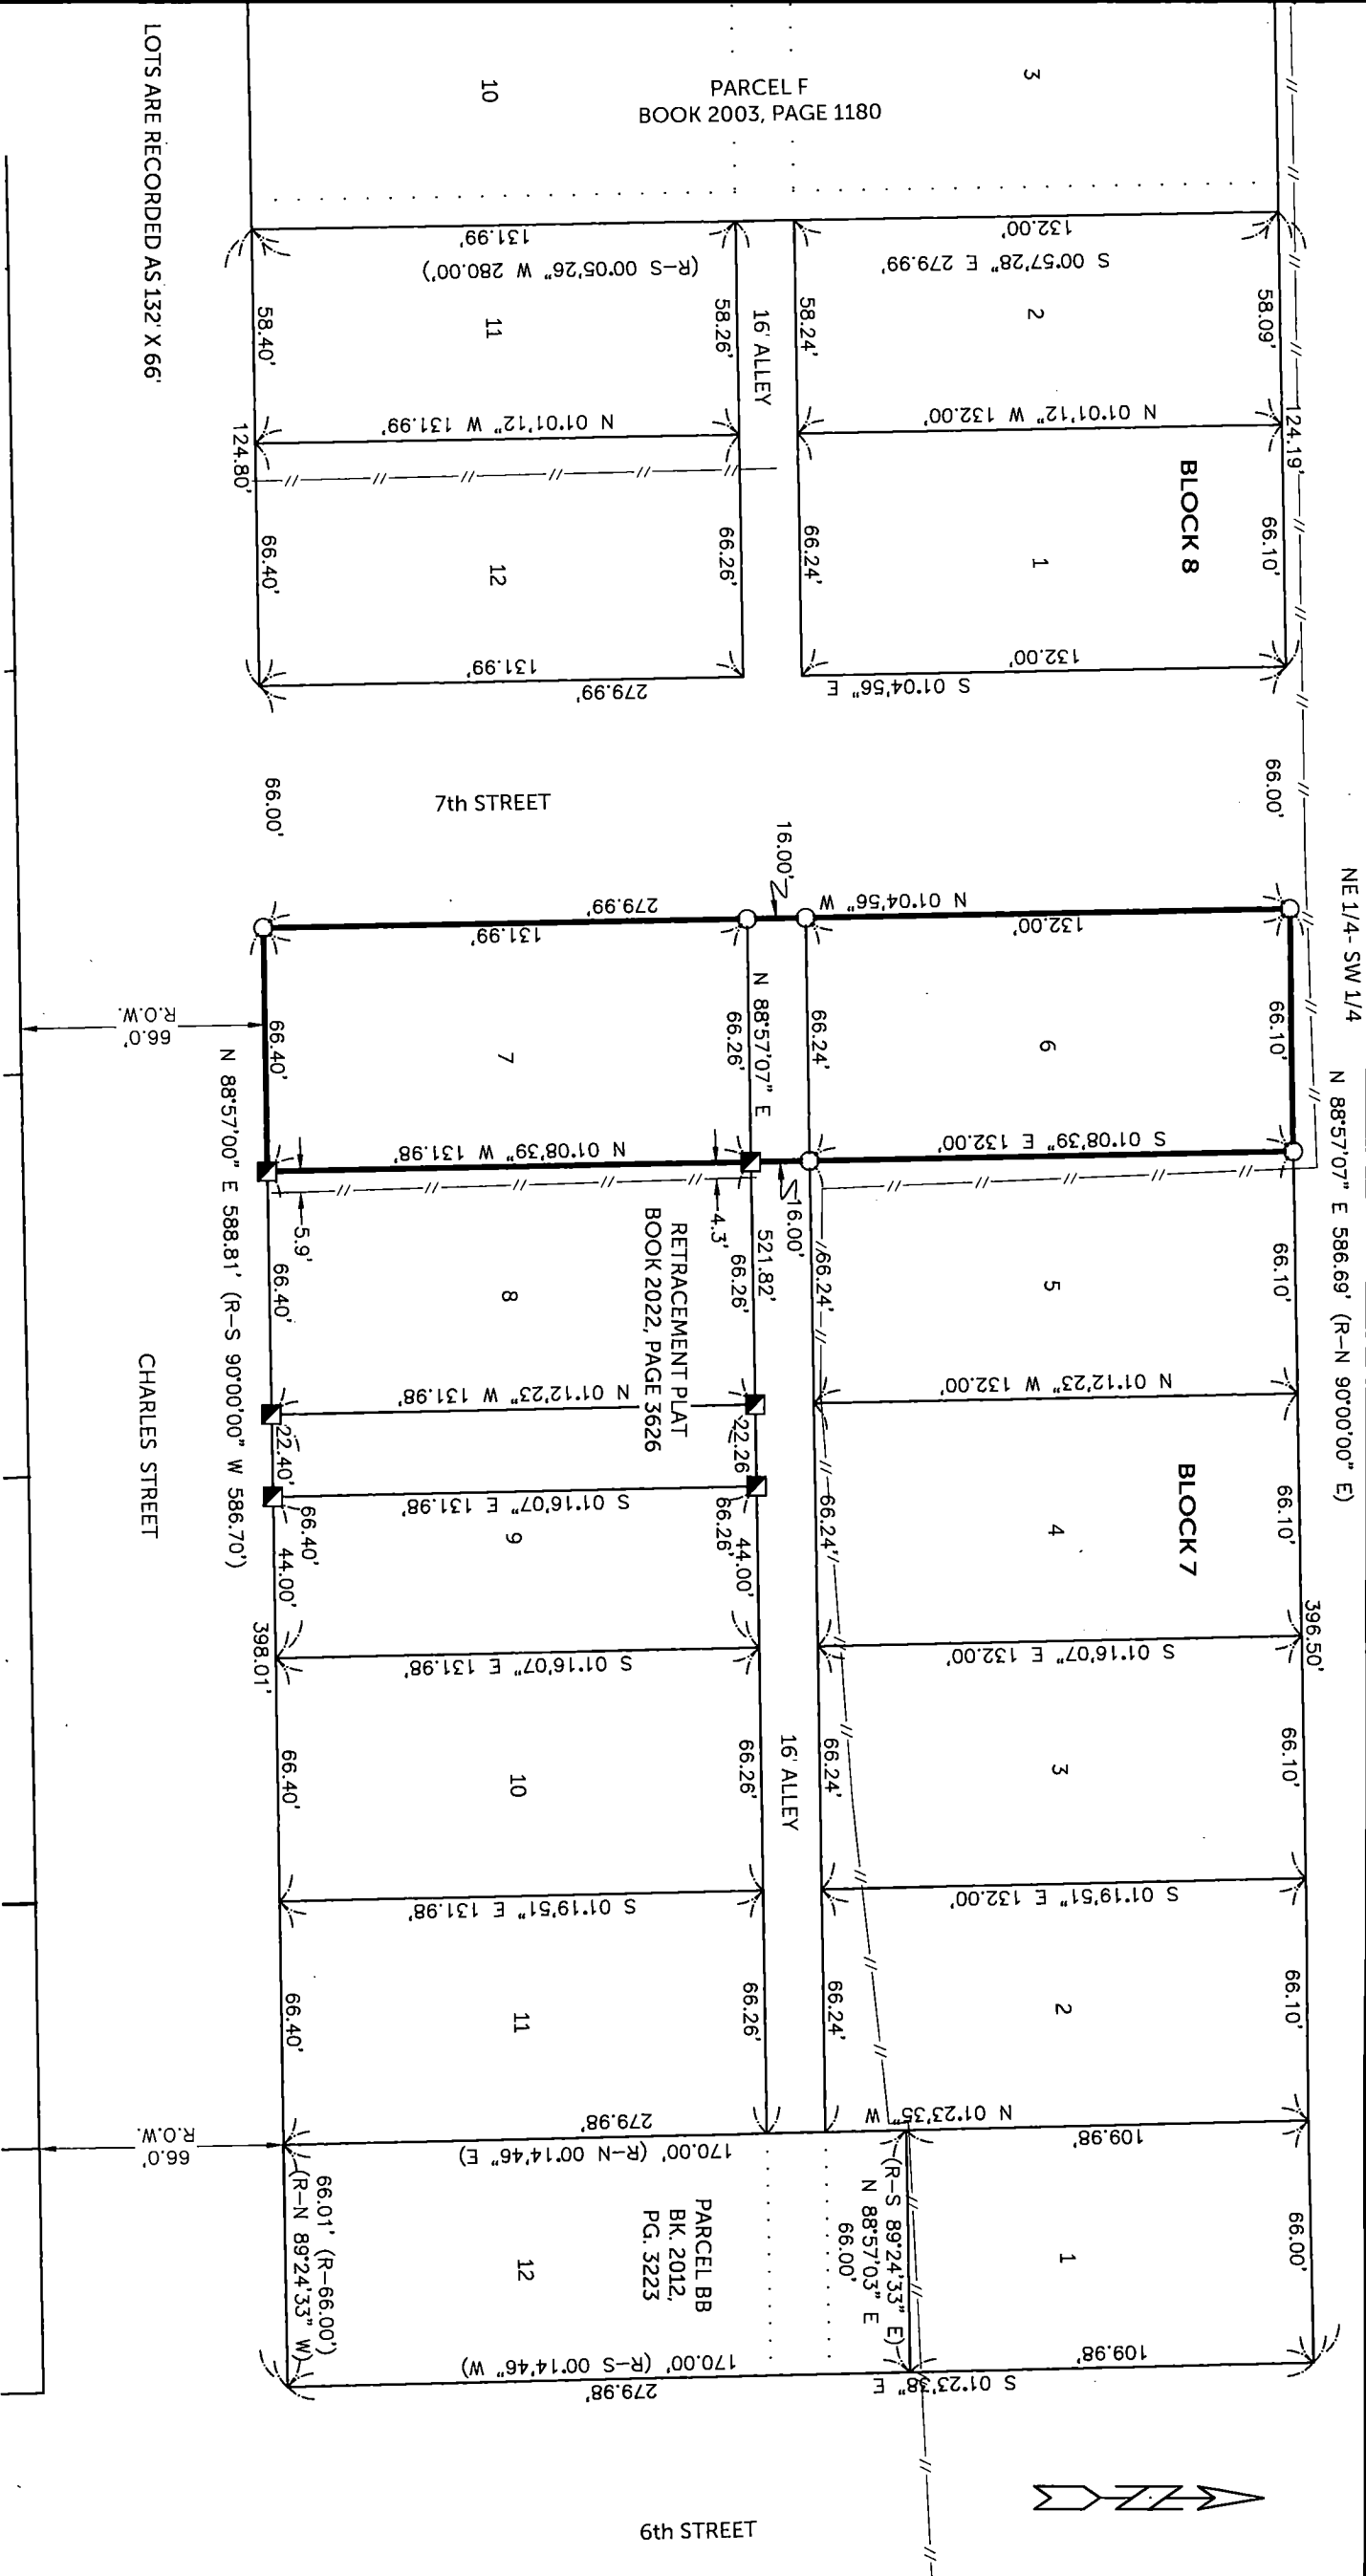 NE 1/4- SW 1/4
N 88°57'07" E 586.69' (R-N 90°00'00" E)
124.19'
396.50'
58.09'
66.10'
66.00'
66.10'
66.10'
66.10'
66.10'
66.10'
66.00'
BLOCK 8
BLOCK 7
3
2
1
6
5
4
3
2
1
132.00'
S 00°57'28" E 279.99'
N 01°01'12" W 132.00'
132.00'
S 01°04'56" E
N 01°04'56" W
132.00'
S 01°08'39" E 132.00'
N 01°12'23" W 132.00'
S 01°16'07" E 132.00'
S 01°19'51" E 132.00'
N 01°23'35" W
109.98'
109.98'
S 01°23'38" E
(R-S 89°24'33" E)
N 88°57'03" E
66.00'
58.24'
66.24'
66.24'
66.24'
66.24'
66.24'
66.24'
16' ALLEY
16.00'
N 88°57'07" E
16.00'
521.82'
16' ALLEY
58.26'
66.26'
66.26'
66.26'
22.26'
44.00'
66.26'
66.26'
66.26'
4.3'
PARCEL F
BOOK 2003, PAGE 1180
RETRACEMENT PLAT
BOOK 2022, PAGE 3626
PARCEL BB
BK. 2012,
PG. 3223
131.99'
(R-S 00°05'26" W 280.00')
N 01°01'12" W 131.99'
131.99'
279.99'
7th STREET
279.99'
131.99'
N 01°08'39" W 131.98'
N 01°12'23" W 131.98'
S 01°16'07" E 131.98'
S 01°16'07" E 131.98'
S 01°19'51" E 131.98'
279.98'
170.00' (R-N 00°14'46" E)
170.00' (R-S 00°14'46" W)
279.98'
6th STREET
10
11
12
7
8
9
10
11
12
5.9'
58.40'
66.40'
66.00'
66.40'
66.40'
22.40'
66.40'
44.00'
66.40'
66.40'
66.01' (R-66.00')
(R-N 89°24'33" W)
124.80'
398.01'
N 88°57'00" E 588.81' (R-S 90°00'00" W 586.70')
66.0'
R.O.W.
66.0'
R.O.W.
CHARLES STREET
LOTS ARE RECORDED AS 132' X 66'
N